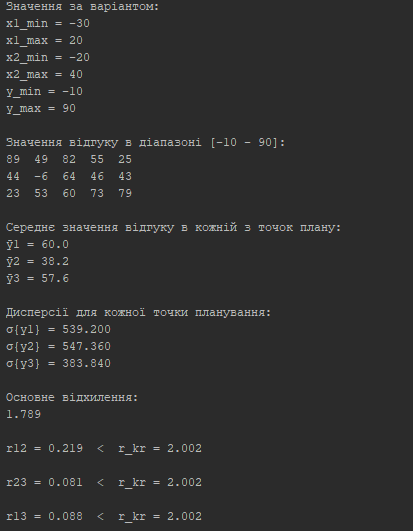 Значення за варіантом:
x1_min = -30
x1_max = 20
x2_min = -20
x2_max = 40
y_min = -10
y_max = 90
Значення відгуку в діапазоні [-10 - 90]:
89 49 82 55 25
44 -6 64 46 43
23 53 60 73 79
Середнє значення відгуку в кожній з точок плану:
ȳ1 = 60.0
ȳ2 = 38.2
ȳ3 = 57.6
Дисперсії для кожної точки планування:
σ{y1} = 539.200
σ{y2} = 547.360
σ{y3} = 383.840
Основне відхилення:
1.789
r12 = 0.219 < r_kr = 2.002
r23 = 0.081 < r_kr = 2.002
r13 = 0.088 < r_kr = 2.002